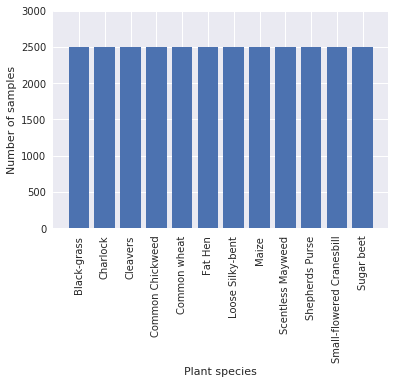 3000
2500
2000
1500
1000
500
0
Number of samples
Black-grass
Charlock
Cleavers
Common Chickweed
Common wheat
Fat Hen
Loose Silky-bent
Maize
Scentless Mayweed
Shepherds Purse
Small-flowered Cranesbill
Sugar beet
Plant species